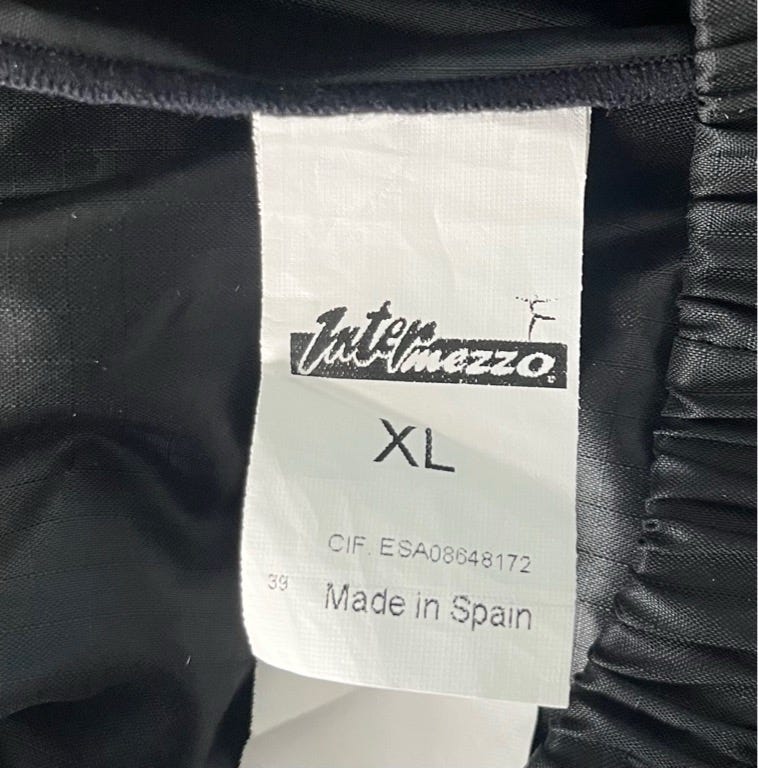 Intermezzo
XL
CIF. ESA08648172
39
Made in Spain